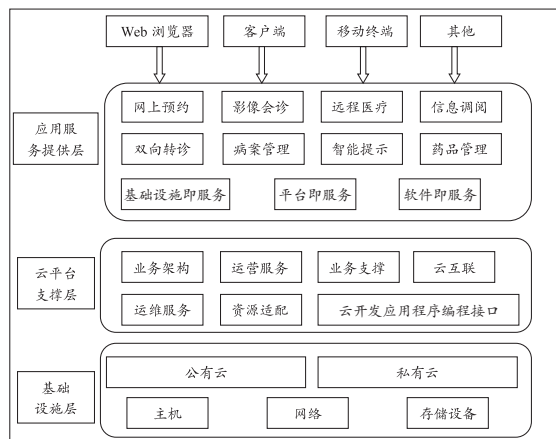 Web 浏览器 客户端 移动终端 其他
网上预约 影像会诊 远程医疗 信息调阅
应用服
务提供层
双向转诊 病案管理 智能提示 药品管理
基础设施即服务 平台即服务 软件即服务
业务架构 运营服务 业务支撑 云互联
云平台
支撑层
运维服务 资源适配 云开发应用程序编程接口
公有云 私有云
基础
设施层
主机 网络 存储设备